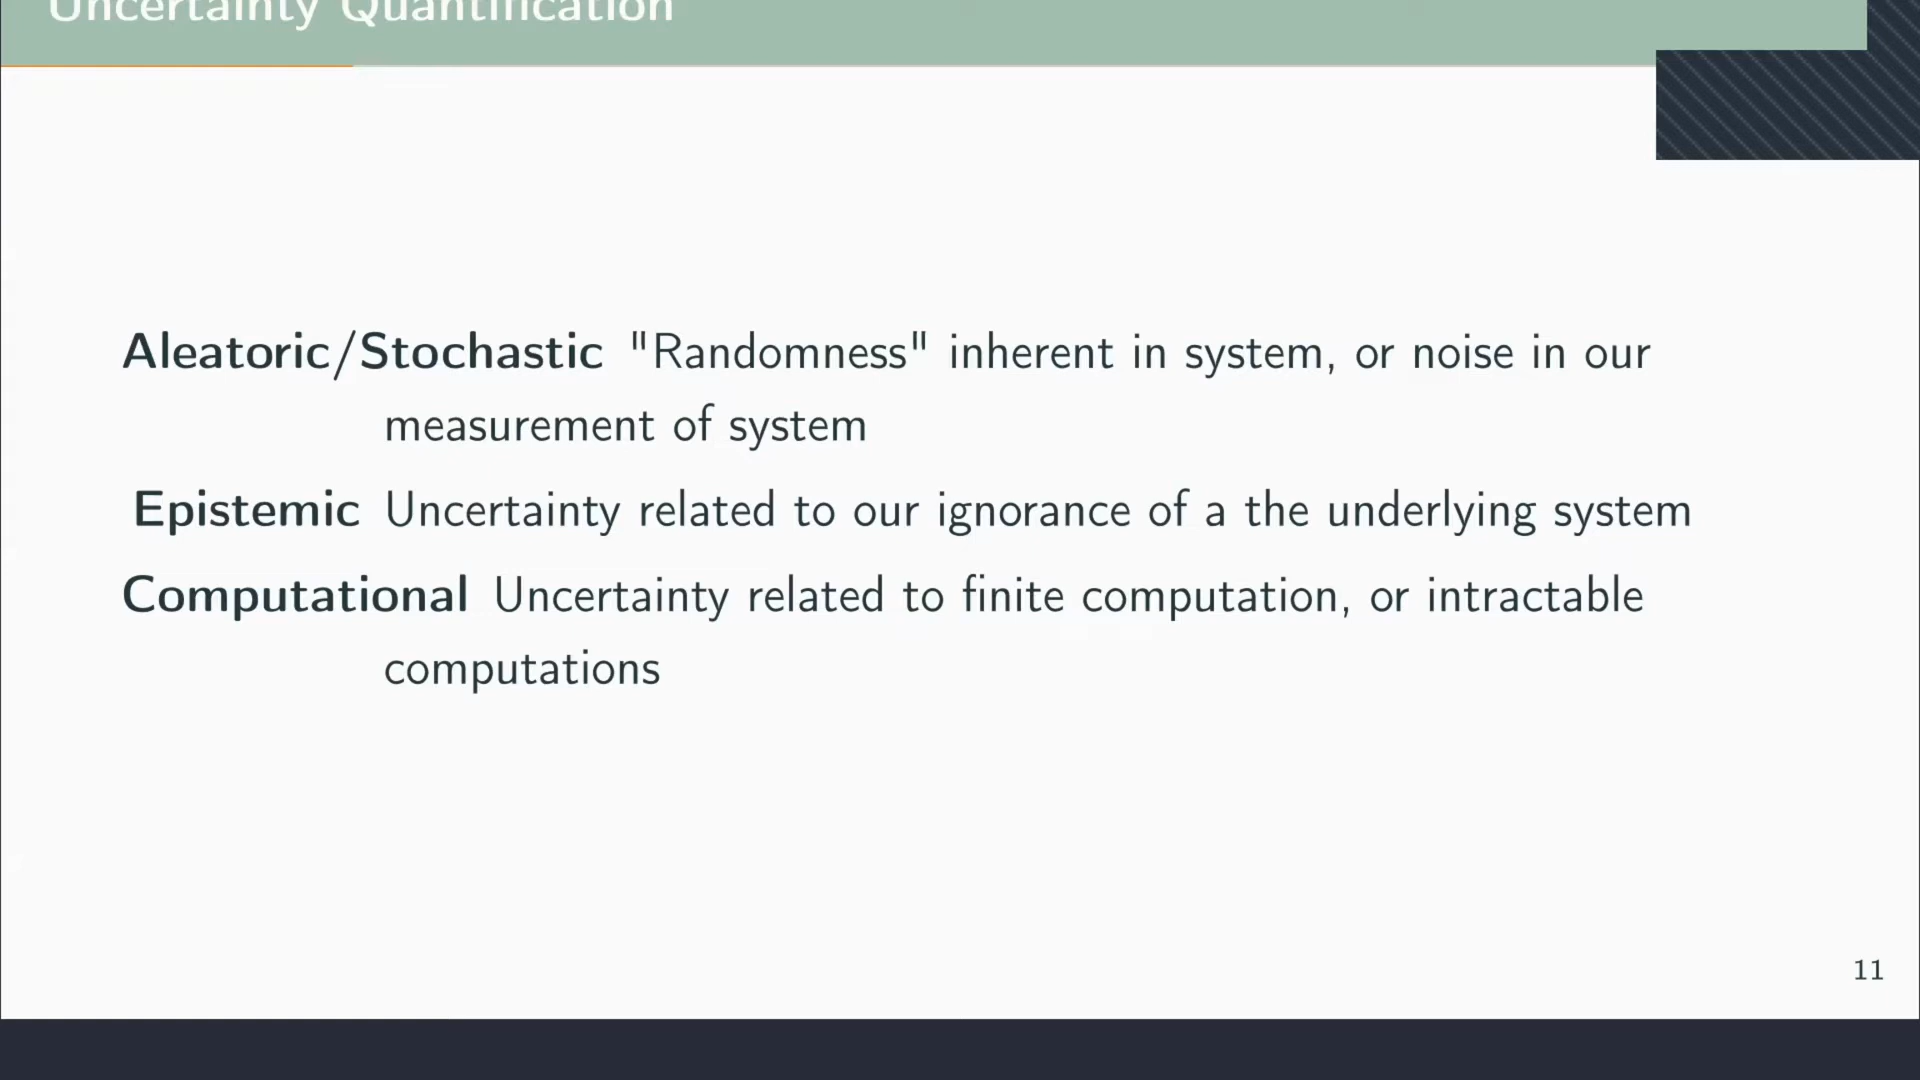 Uncertainty Quantification
Aleatoric/Stochastic "Randomness" inherent in system, or noise in our
measurement of system
Epistemic Uncertainty related to our ignorance of a the underlying system
Computational Uncertainty related to finite computation, or intractable
computations
11